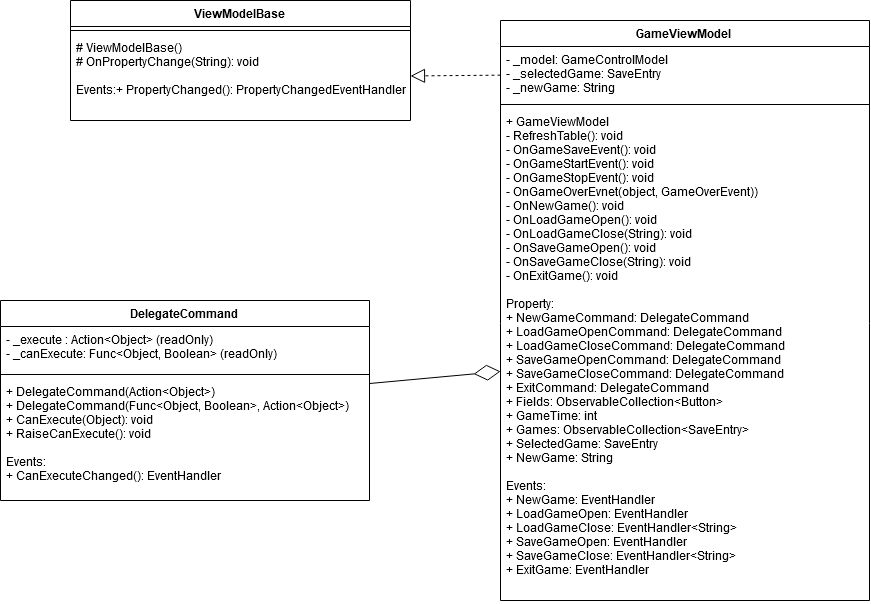 ViewModelBase
# ViewModelBase()
# OnPropertyChange(String): void
Events:+ PropertyChanged(): PropertyChangedEventHandler
GameViewModel
- _model: GameControlModel
- _selectedGame: SaveEntry
- _newGame: String
+ GameViewModel
- RefreshTable(): void
- OnGameSaveEvent(): void
- OnGameStartEvent(): void
- OnGameStopEvent(): void
- OnGameOverEvnet(object, GameOverEvent))
- OnNewGame(): void
- OnLoadGameOpen(): void
- OnLoadGameClose(String): void
- OnSaveGameOpen(): void
- OnSaveGameClose(String): void
- OnExitGame(): void
Property:
+ NewGameCommand: DelegateCommand
+ LoadGameOpenCommand: DelegateCommand
+ LoadGameCloseCommand: DelegateCommand
+ SaveGameOpenCommand: DelegateCommand
+ SaveGameCloseCommand: DelegateCommand
+ ExitCommand: DelegateCommand
+ Fields: ObservableCollection<Button>
+ GameTime: int
+ Games: ObservableCollection<SaveEntry>
+ SelectedGame: SaveEntry
+ NewGame: String
Events:
+ NewGame: EventHandler
+ LoadGameOpen: EventHandler
+ LoadGameClose: EventHandler<String>
+ SaveGameOpen: EventHandler
+ SaveGameClose: EventHandler<String>
+ ExitGame: EventHandler
DelegateCommand
- _execute : Action<Object> (readOnly)
- _canExecute: Func<Object, Boolean> (readOnly)
+ DelegateCommand(Action<Object>)
+ DelegateCommand(Func<Object, Boolean>, Action<Object>)
+ CanExecute(Object): void
+ RaiseCanExecute(): void
Events:
+ CanExecuteChanged(): EventHandler